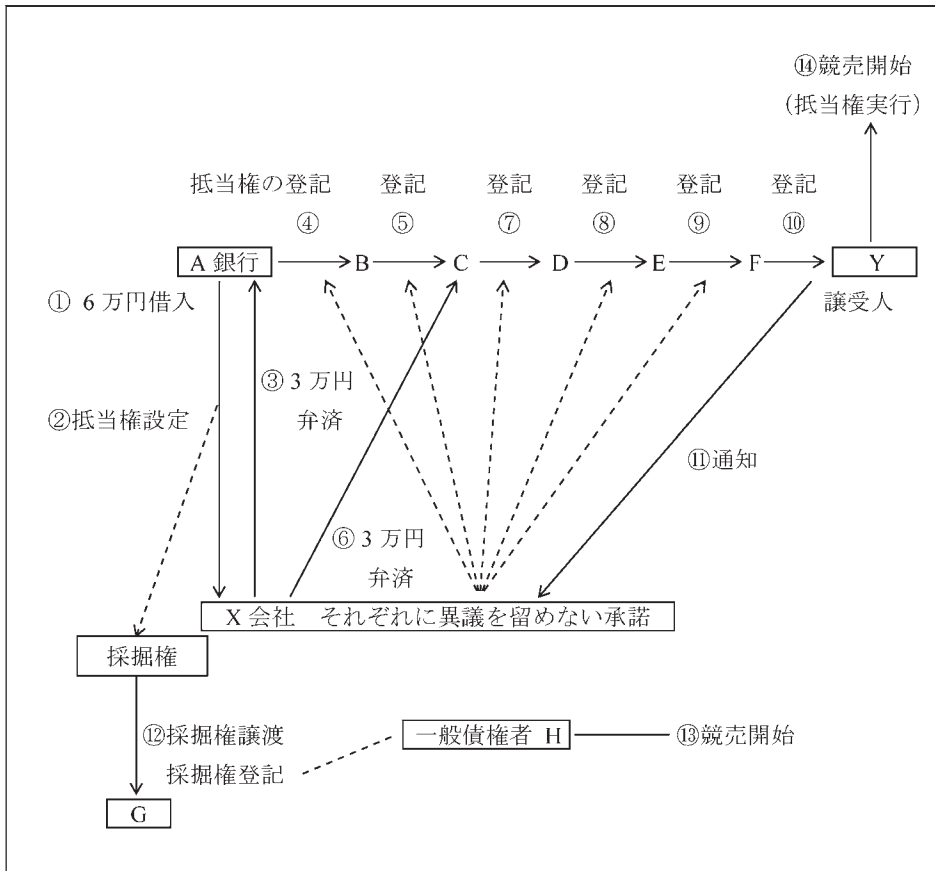 ⑭競売開始
(抵当権実行)
抵当権の登記 登記 登記 登記 登記 登記
④ ⑤ ⑦ ⑧ ⑨ ⑩
A 銀行 B C D E F Y
① 6 万円借入
譲受人
③ 3 万円
弁済
②抵当権設定
⑪通知
⑥ 3 万円
弁済
X 会社 それぞれに異議を留めない承諾
採掘権
⑫採掘権譲渡
一般債権者 H
⑬競売開始
採掘権登記
G